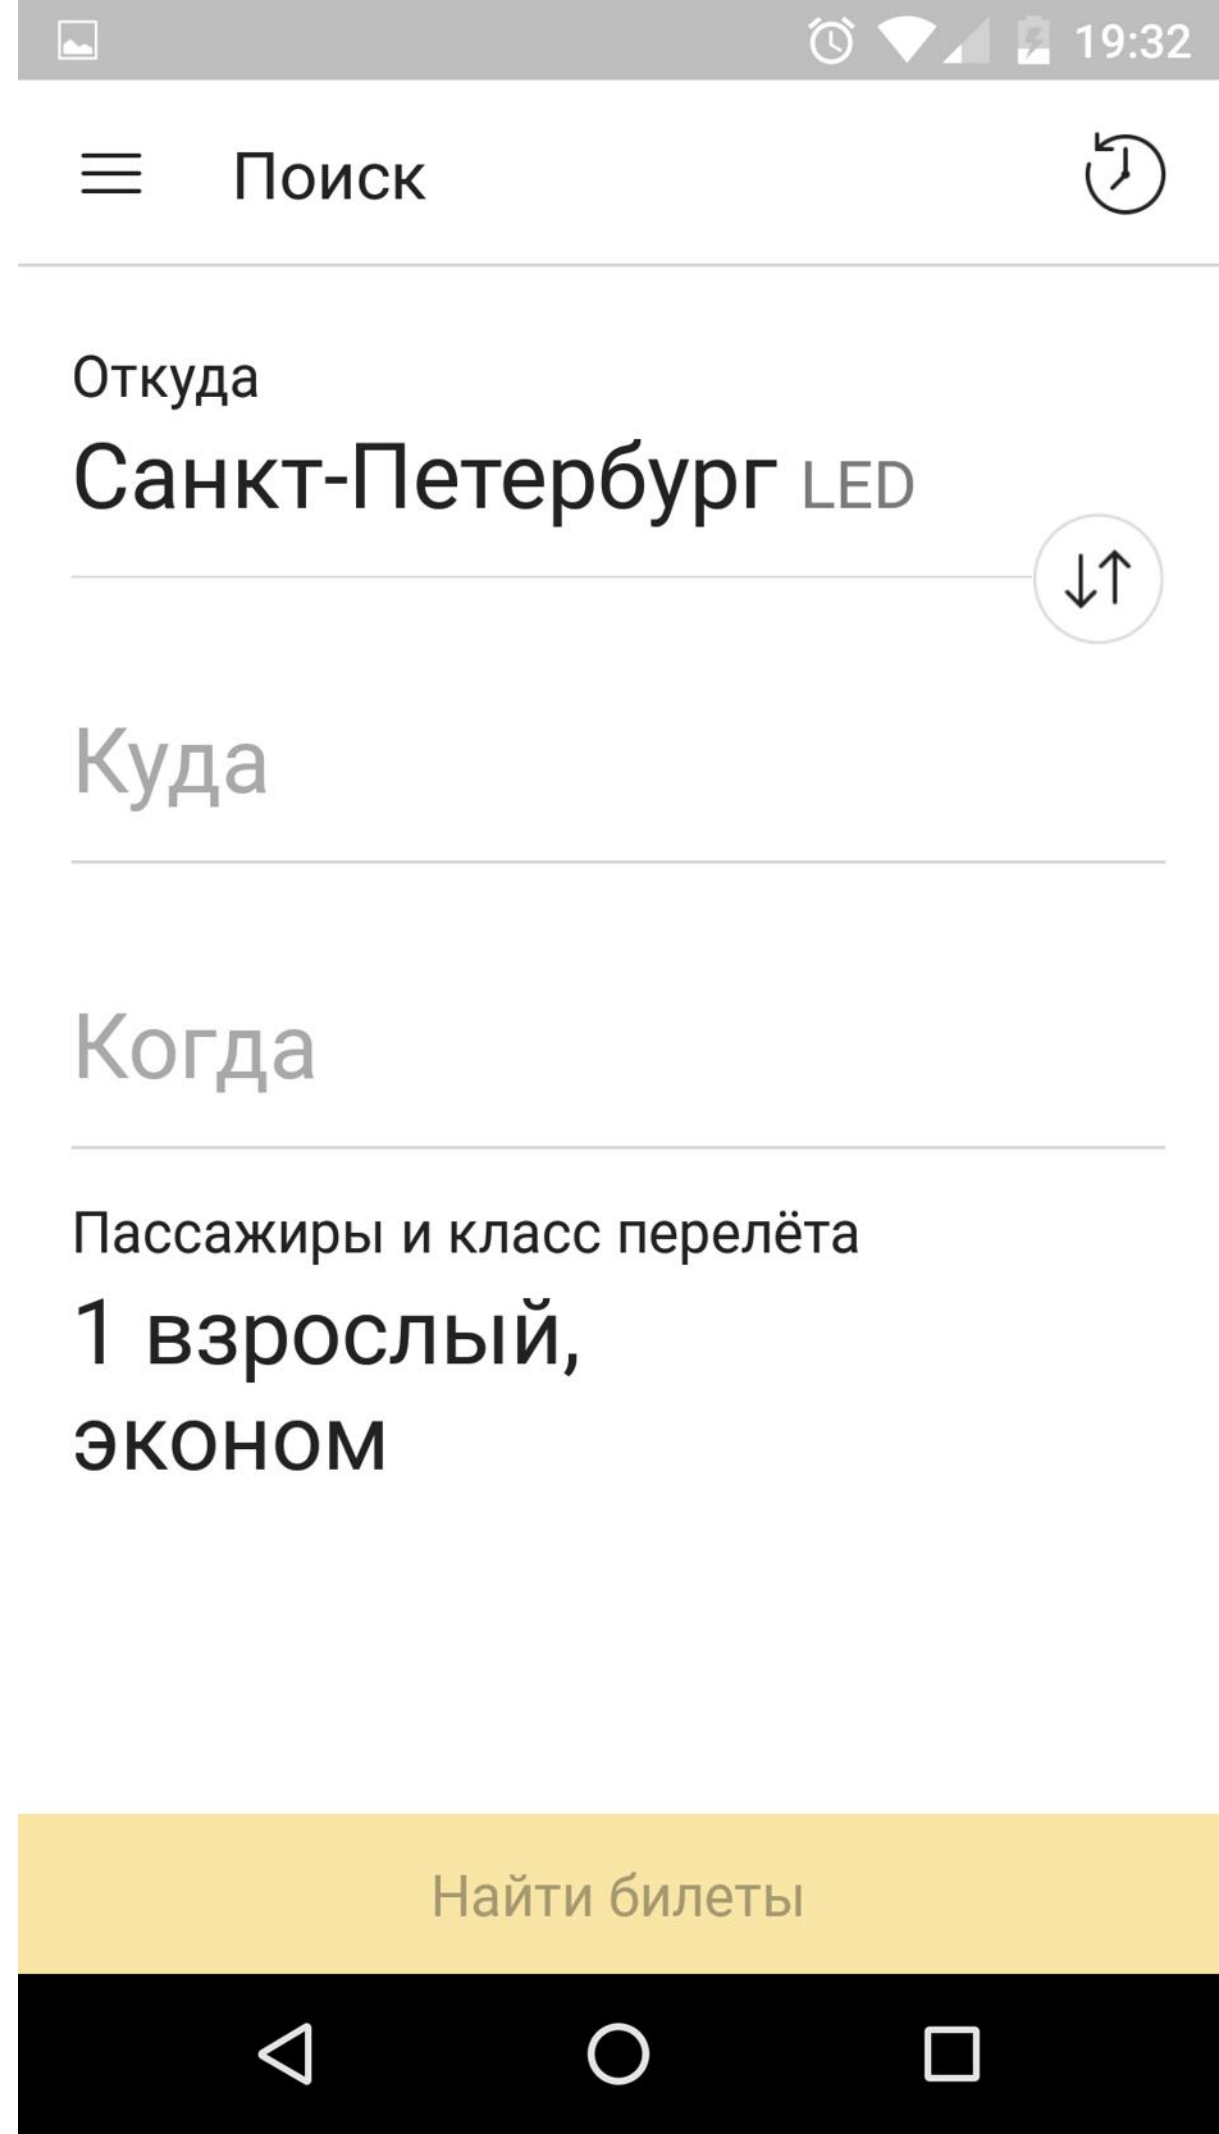 19:32
Поиск
Откуда
Санкт-Петербург LED
Куда
Когда
Пассажиры и класс перелёта
1 взрослый,
эконом
Найти билеты